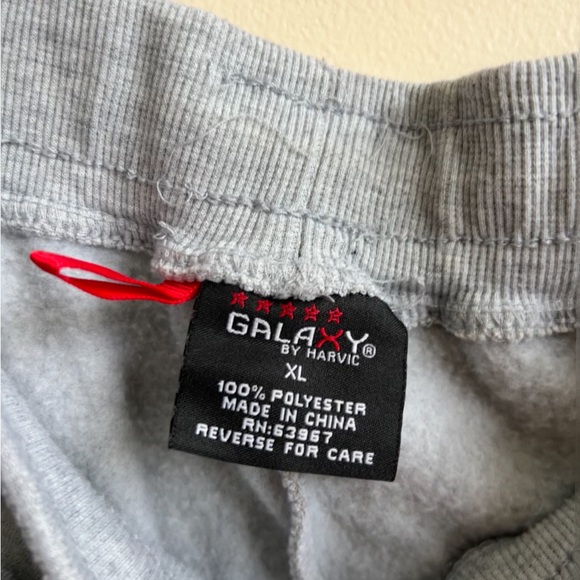 GALAXY®
BY HARVIC
XL
100% POLYESTER
MADE IN CHINA
RN:63967
REVERSE FOR CARE